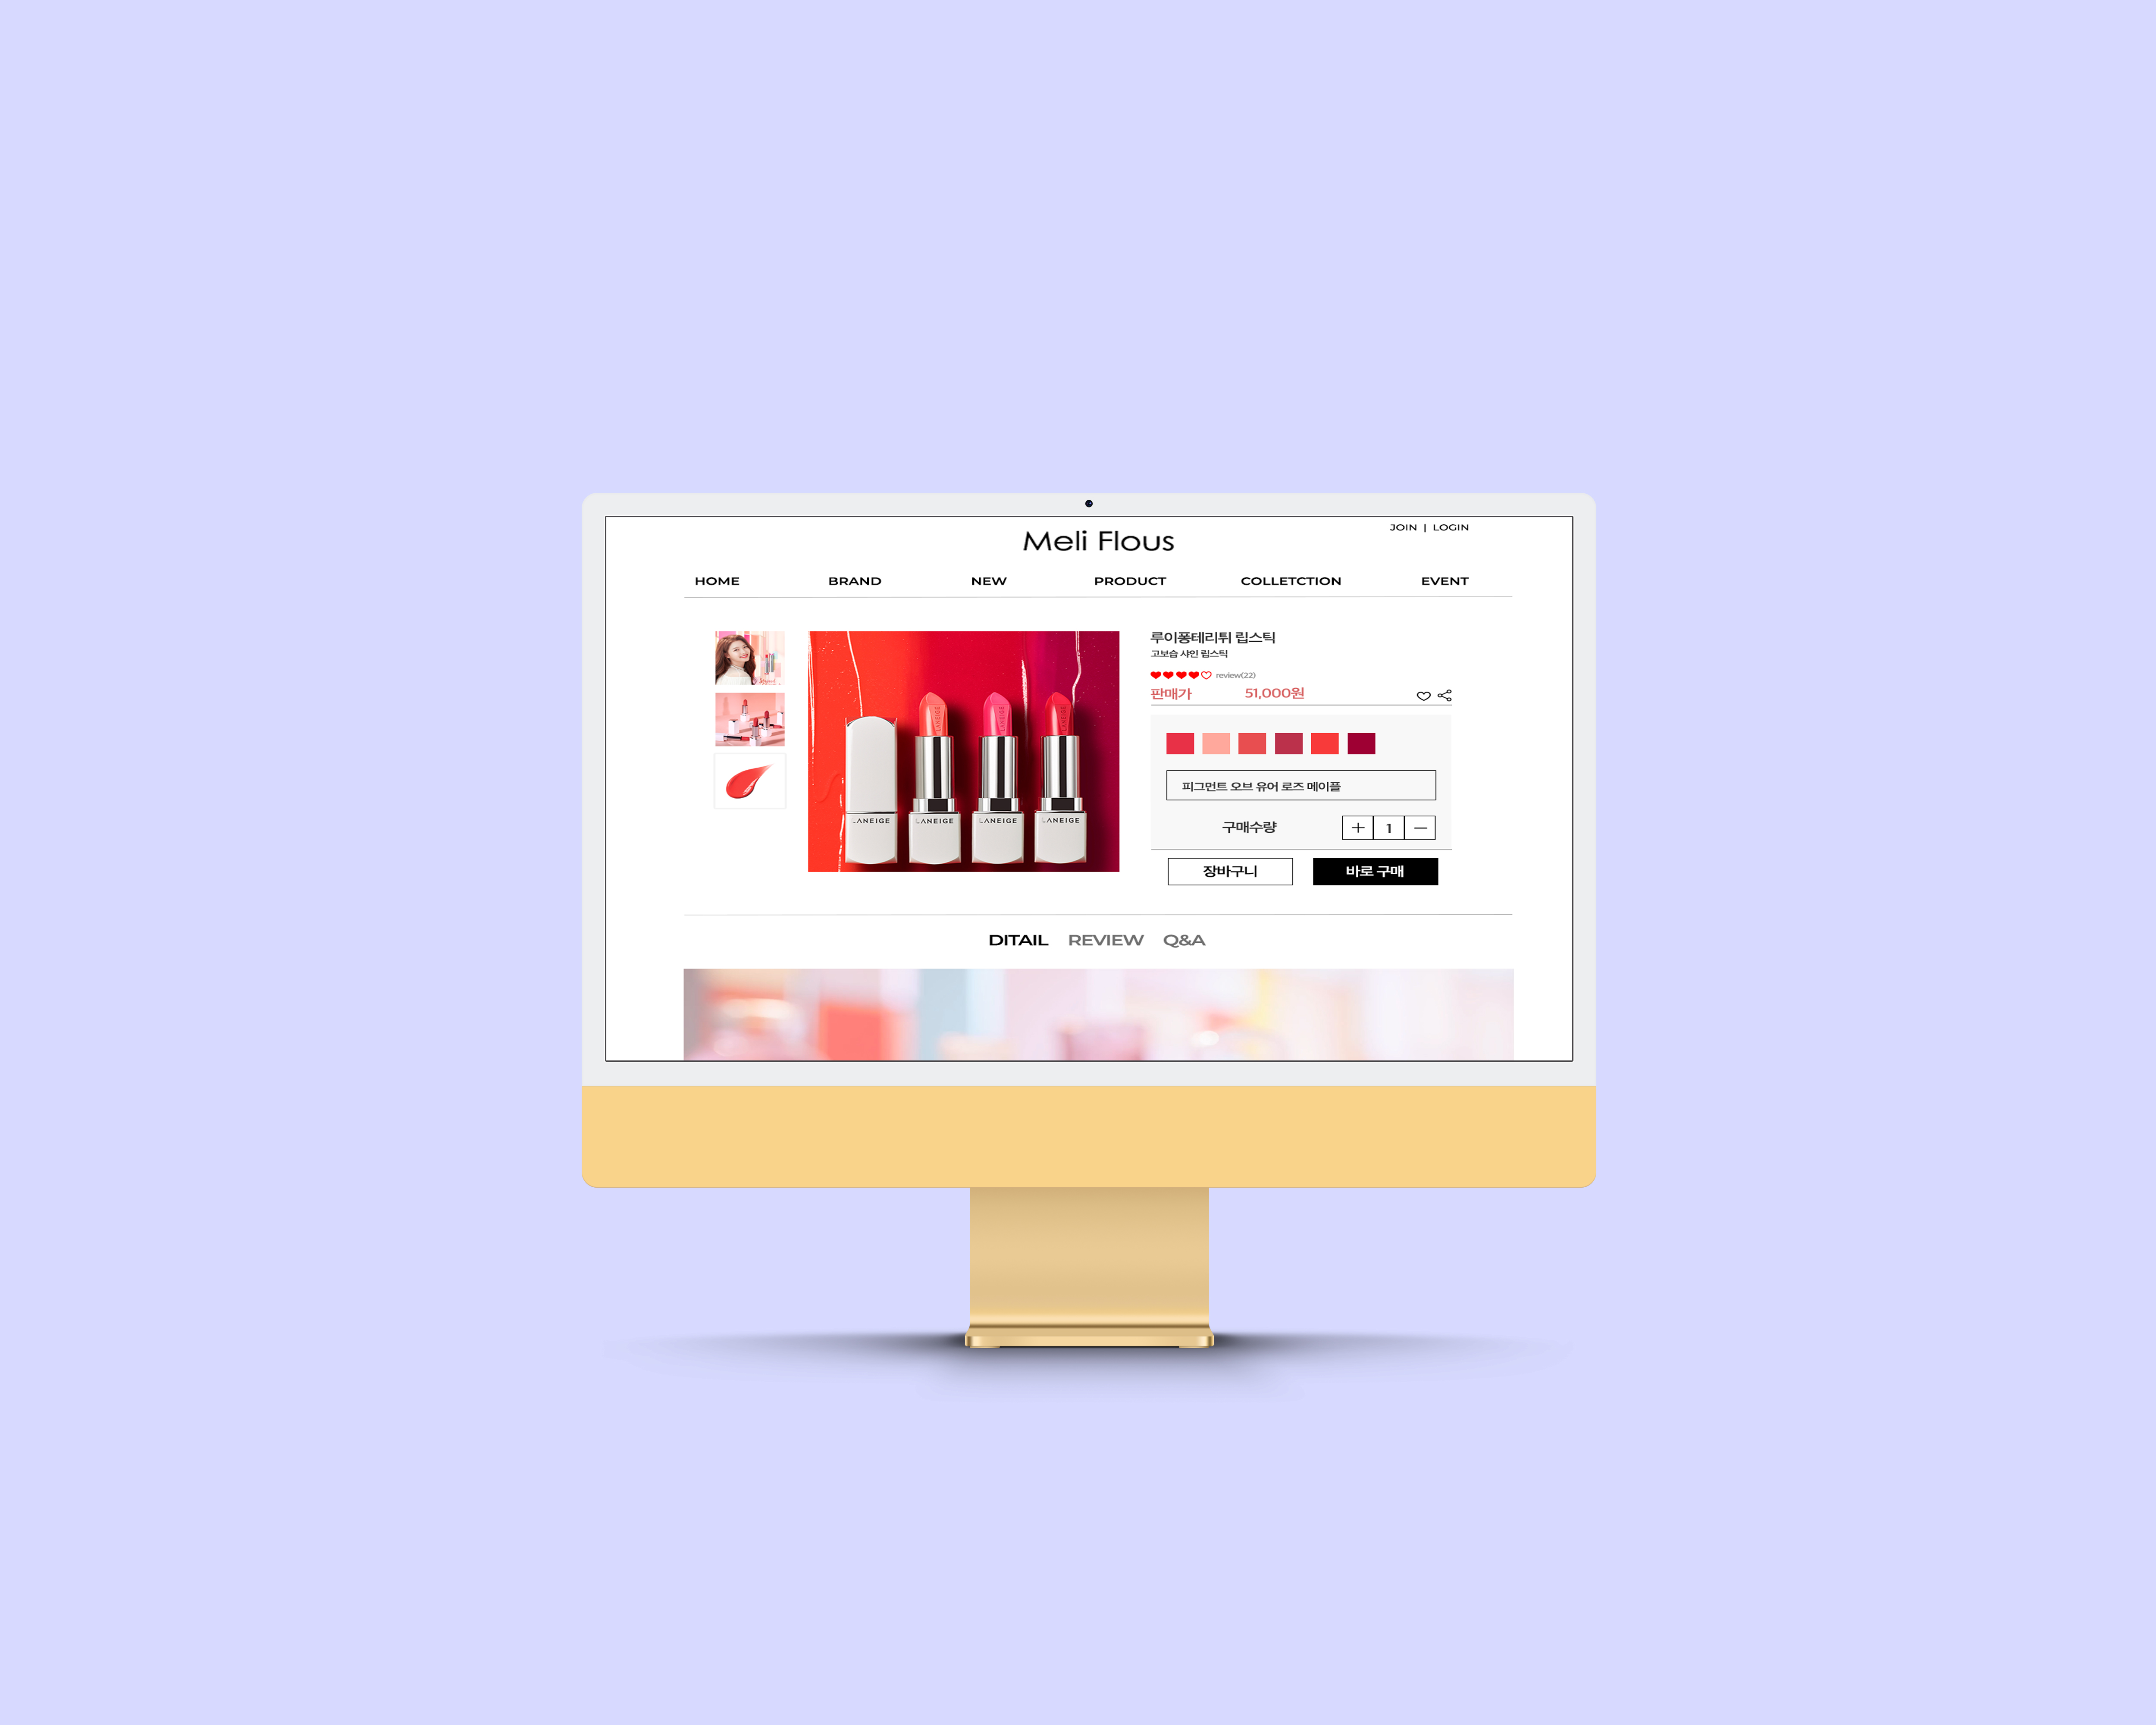 JOIN | LOGIN
Meli Flous
HOME BRAND NEW PRODUCT COLLETCTION EVENT
루이퐁테리튀 립스틱
고보습 샤인 립스틱
review(22)
판매가 51,000원
피그먼트 오브 유어 로즈 메이플
구매수량 1
장바구니 바로 구매
LANEIGE LANEIGE LANEIGE
LANEIGE LANEIGE LANEIGE LANEIGE
DITAIL REVIEW Q&A